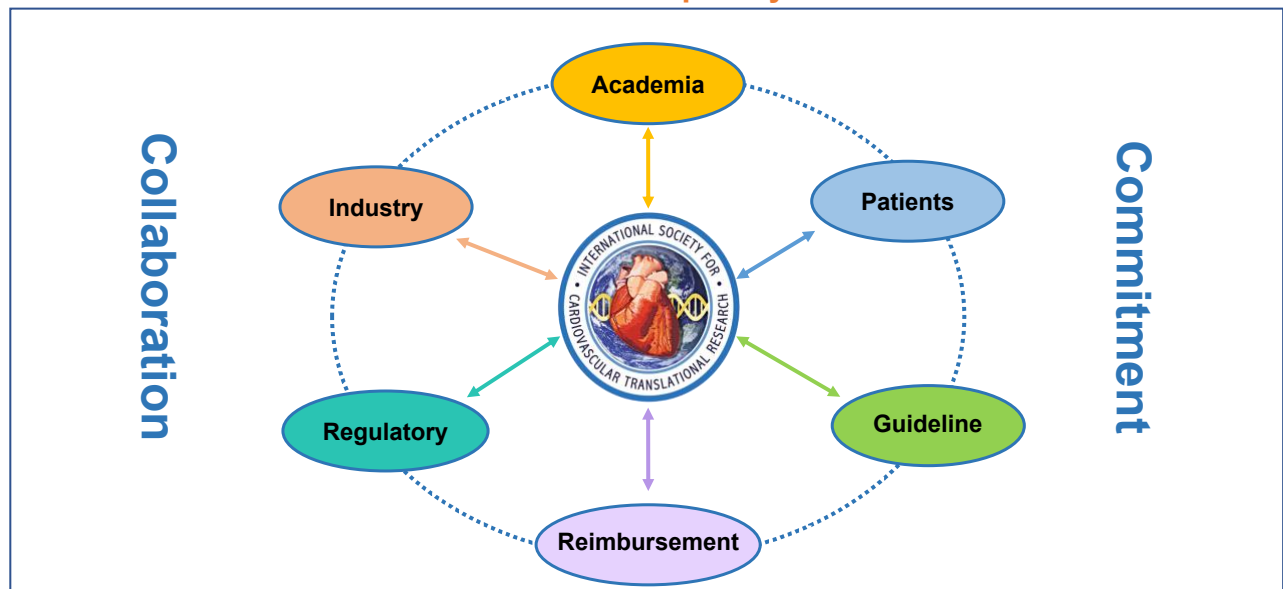 Academia
Collaboration
Commitment
Industry
Patients
INTERNATIONAL SOCIETY FOR
CARDIOVASCULAR TRANSLATIONAL RESEARCH
Regulatory
Guideline
Reimbursement